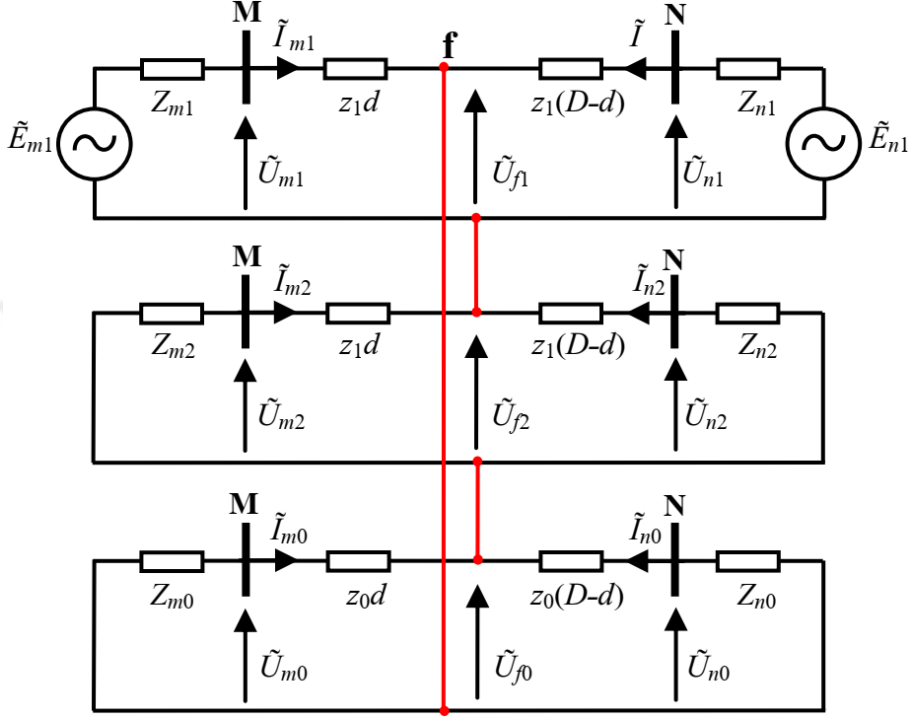 M Ĩm1 f Ĩ N
Zm1 z1d z1(D-d) Zn1
Ẽm1 Ũm1 Ũf1 Ũn1 Ẽn1
M Ĩm2 N Ĩn2
Zm2 z1d z1(D-d) Zn2
Ũm2 Ũf2 Ũn2
M Ĩm0 N Ĩn0
Zm0 z0d z0(D-d) Zn0
Ũm0 Ũf0 Ũn0